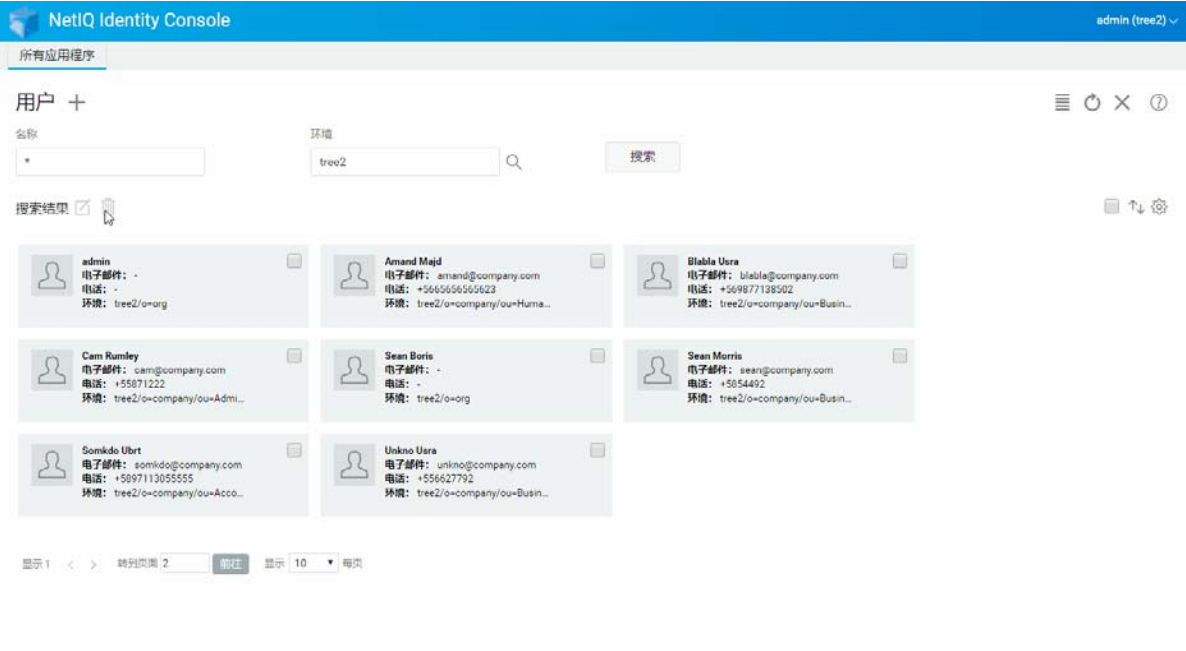 NetIQ Identity Console
admin (tree2)
所有应用程序
用户
名称
环境
*
tree2
搜索
搜索结果
admin
电子邮件： -
电话： -
环境： tree2/o=org
Amand Majd
电子邮件： amand@company.com
电话： +5665656565623
环境： tree2/o=company/ou=Huma...
Blabla Usra
电子邮件： blabla@company.com
电话： +569877138502
环境： tree2/o=company/ou=Busin...
Cam Rumley
电子邮件： cam@company.com
电话： +55871222
环境： tree2/o=company/ou=Admi...
Sean Boris
电子邮件： -
电话： -
环境： tree2/o=org
Sean Morris
电子邮件： sean@company.com
电话： +5854492
环境： tree2/o=company/ou=Busin...
Somkdo Ubrt
电子邮件： somkdo@company.com
电话： +5897113055555
环境： tree2/o=company/ou=Acco...
Unkno Usra
电子邮件： unkno@company.com
电话： +556627792
环境： tree2/o=company/ou=Busin...
显示 1 < > 转到页面 2 前往 显示 10 每页